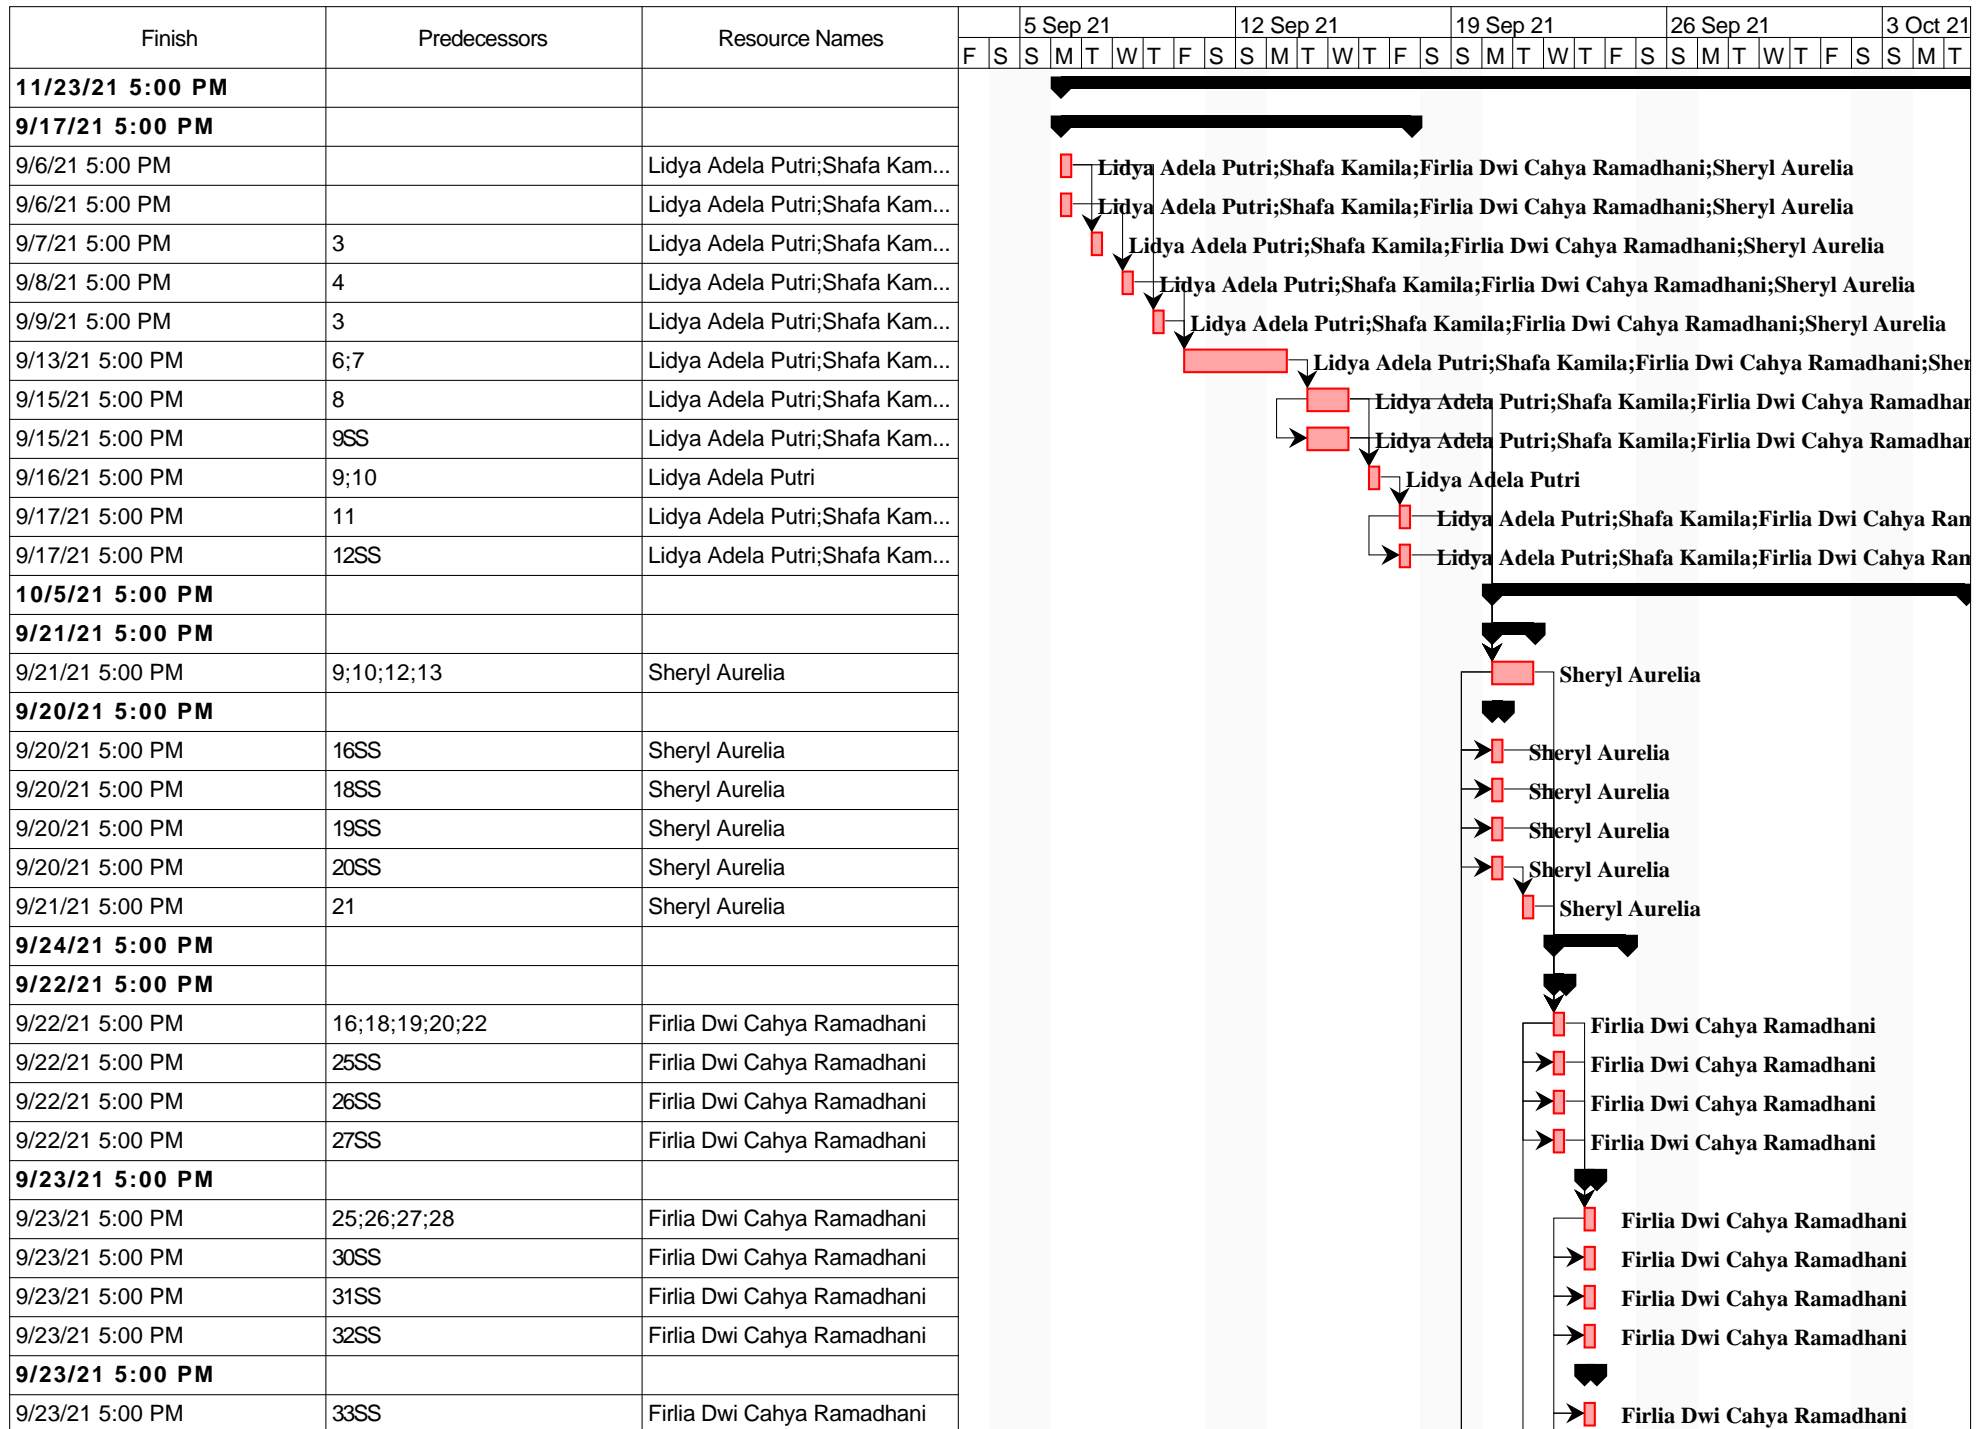 Finish Predecessors Resource Names 5 Sep 21 12 Sep 21 19 Sep 21 26 Sep 21 3 Oct 21
F S S M T W T F S S M T W T F S S M T W T F S S M T W T F S S M T
11/23/21 5:00 PM
9/17/21 5:00 PM
9/6/21 5:00 PM Lidya Adela Putri;Shafa Kam... Lidya Adela Putri;Shafa Kamila;Firlia Dwi Cahya Ramadhani;Sheryl Aurelia
9/6/21 5:00 PM Lidya Adela Putri;Shafa Kam... Lidya Adela Putri;Shafa Kamila;Firlia Dwi Cahya Ramadhani;Sheryl Aurelia
9/7/21 5:00 PM 3 Lidya Adela Putri;Shafa Kam... Lidya Adela Putri;Shafa Kamila;Firlia Dwi Cahya Ramadhani;Sheryl Aurelia
9/8/21 5:00 PM 4 Lidya Adela Putri;Shafa Kam... Lidya Adela Putri;Shafa Kamila;Firlia Dwi Cahya Ramadhani;Sheryl Aurelia
9/9/21 5:00 PM 3 Lidya Adela Putri;Shafa Kam... Lidya Adela Putri;Shafa Kamila;Firlia Dwi Cahya Ramadhani;Sheryl Aurelia
9/13/21 5:00 PM 6;7 Lidya Adela Putri;Shafa Kam... Lidya Adela Putri;Shafa Kamila;Firlia Dwi Cahya Ramadhani;Sher
9/15/21 5:00 PM 8 Lidya Adela Putri;Shafa Kam... Lidya Adela Putri;Shafa Kamila;Firlia Dwi Cahya Ramadhan
9/15/21 5:00 PM 9SS Lidya Adela Putri;Shafa Kam... Lidya Adela Putri;Shafa Kamila;Firlia Dwi Cahya Ramadhan
9/16/21 5:00 PM 9;10 Lidya Adela Putri Lidya Adela Putri
9/17/21 5:00 PM 11 Lidya Adela Putri;Shafa Kam... Lidya Adela Putri;Shafa Kamila;Firlia Dwi Cahya Ram
9/17/21 5:00 PM 12SS Lidya Adela Putri;Shafa Kam... Lidya Adela Putri;Shafa Kamila;Firlia Dwi Cahya Ram
10/5/21 5:00 PM
9/21/21 5:00 PM
9/21/21 5:00 PM 9;10;12;13 Sheryl Aurelia Sheryl Aurelia
9/20/21 5:00 PM
9/20/21 5:00 PM 16SS Sheryl Aurelia Sheryl Aurelia
9/20/21 5:00 PM 18SS Sheryl Aurelia Sheryl Aurelia
9/20/21 5:00 PM 19SS Sheryl Aurelia Sheryl Aurelia
9/20/21 5:00 PM 20SS Sheryl Aurelia Sheryl Aurelia
9/21/21 5:00 PM 21 Sheryl Aurelia Sheryl Aurelia
9/24/21 5:00 PM
9/22/21 5:00 PM
9/22/21 5:00 PM 16;18;19;20;22 Firlia Dwi Cahya Ramadhani Firlia Dwi Cahya Ramadhani
9/22/21 5:00 PM 25SS Firlia Dwi Cahya Ramadhani Firlia Dwi Cahya Ramadhani
9/22/21 5:00 PM 26SS Firlia Dwi Cahya Ramadhani Firlia Dwi Cahya Ramadhani
9/22/21 5:00 PM 27SS Firlia Dwi Cahya Ramadhani Firlia Dwi Cahya Ramadhani
9/23/21 5:00 PM
9/23/21 5:00 PM 25;26;27;28 Firlia Dwi Cahya Ramadhani Firlia Dwi Cahya Ramadhani
9/23/21 5:00 PM 30SS Firlia Dwi Cahya Ramadhani Firlia Dwi Cahya Ramadhani
9/23/21 5:00 PM 31SS Firlia Dwi Cahya Ramadhani Firlia Dwi Cahya Ramadhani
9/23/21 5:00 PM 32SS Firlia Dwi Cahya Ramadhani Firlia Dwi Cahya Ramadhani
9/23/21 5:00 PM
9/23/21 5:00 PM 33SS Firlia Dwi Cahya Ramadhani Firlia Dwi Cahya Ramadhani